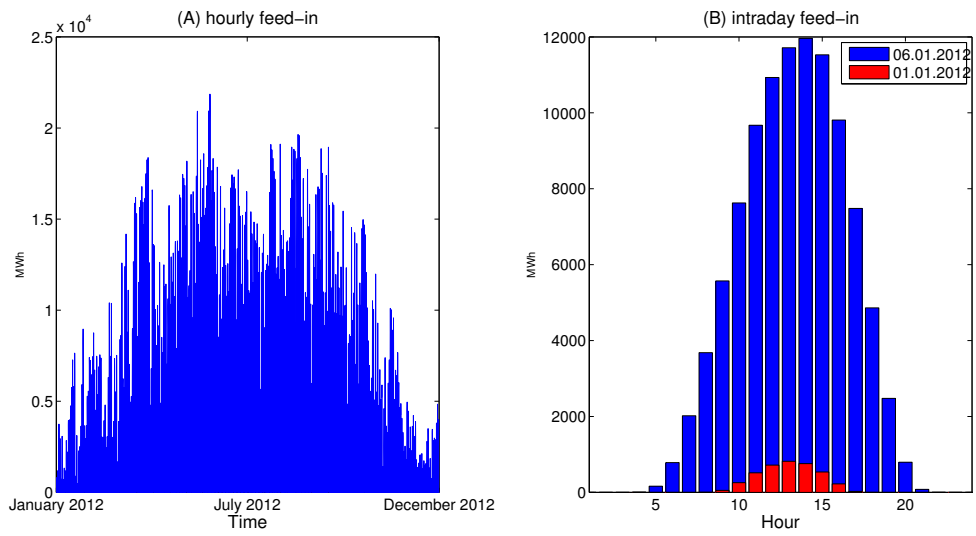 (A) hourly feed−in
x 10⁴
2.5
2
1.5
1
0.5
0
MWh
January 2012
July 2012
December 2012
Time
(B) intraday feed−in
12000
10000
8000
6000
4000
2000
0
MWh
5
10
15
20
Hour
06.01.2012
01.01.2012